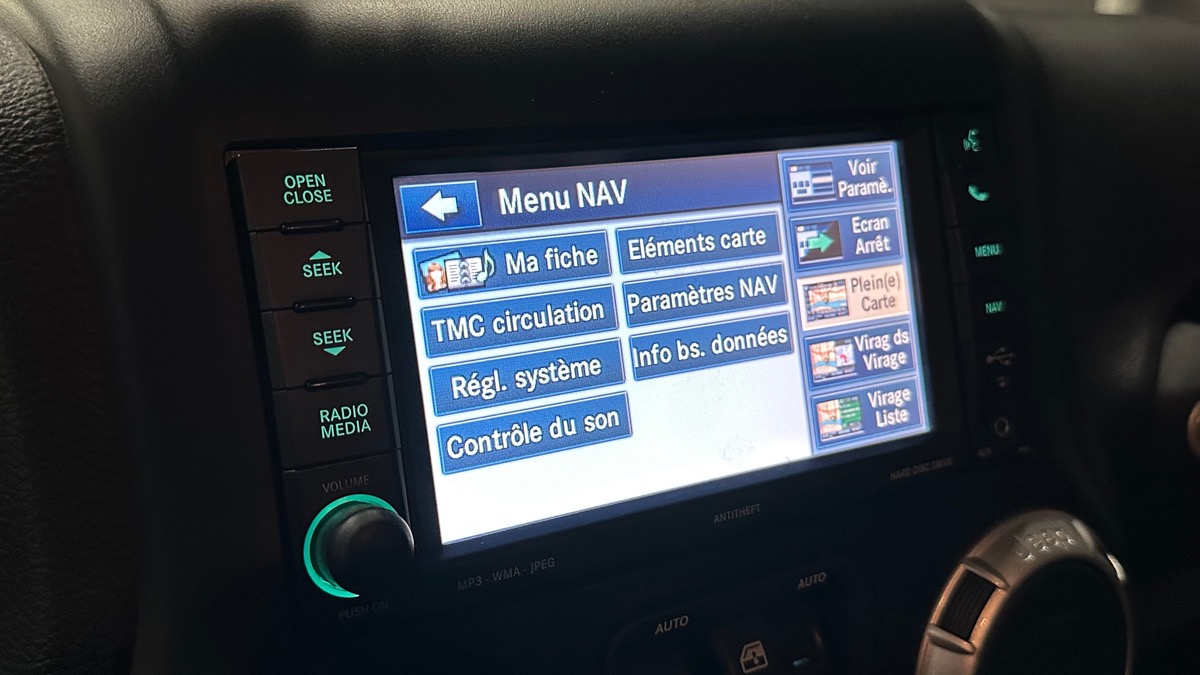 OPEN
CLOSE
SEEK
SEEK
RADIO
MEDIA
VOLUME
PUSH ON
Menu NAV
Ma fiche
Eléments carte
TMC circulation
Paramètres NAV
Régl. système
Info bs. données
Contrôle du son
Voir
Paramè.
Ecran
Arrêt
Plein(e)
Carte
Virag ds
Virage
Virage
Liste
MENU
NAV
HARD DISC DRIVE
ANTITHEFT
MP3 - WMA - JPEG
AUTO
AUTO
Jeep